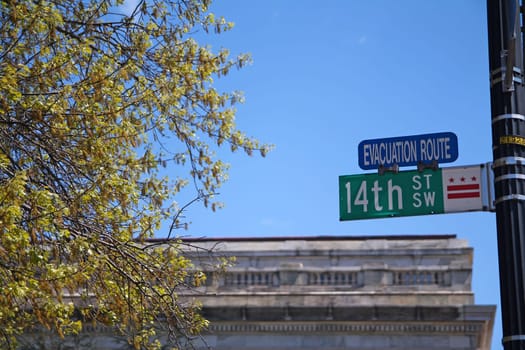 EVACUATION ROUTE
14th ST SW